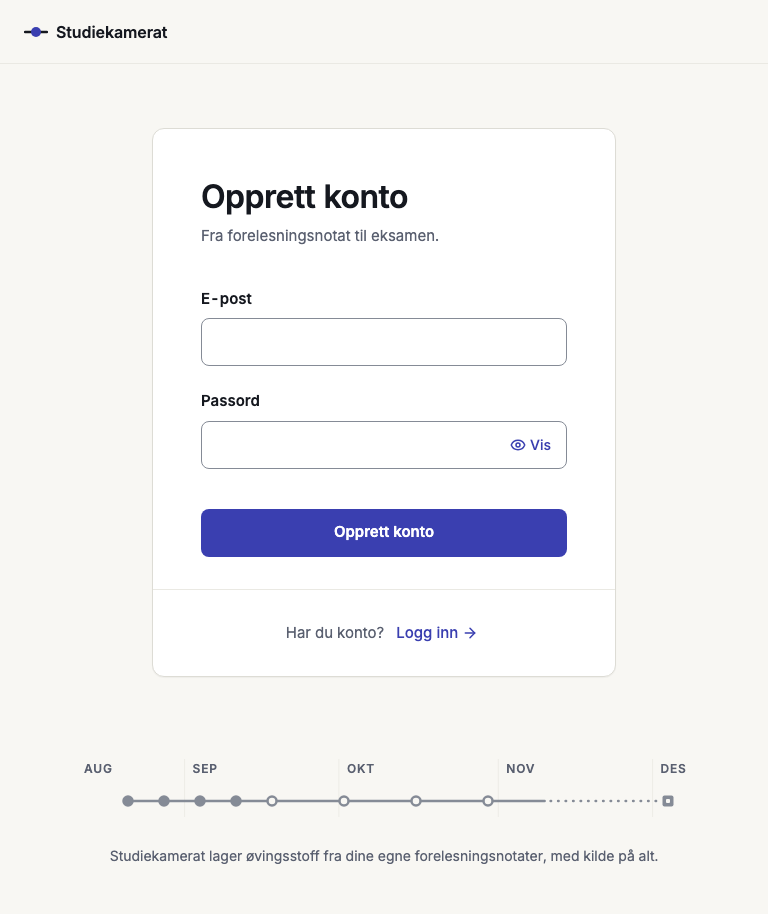 Studiekamerat
Opprett konto
Fra forelesningsnotat til eksamen.
E-post
Passord
Vis
Opprett konto
Har du konto? Logg inn →
AUG SEP OKT NOV DES
Studiekamerat lager øvingsstoff fra dine egne forelesningsnotater, med kilde på alt.